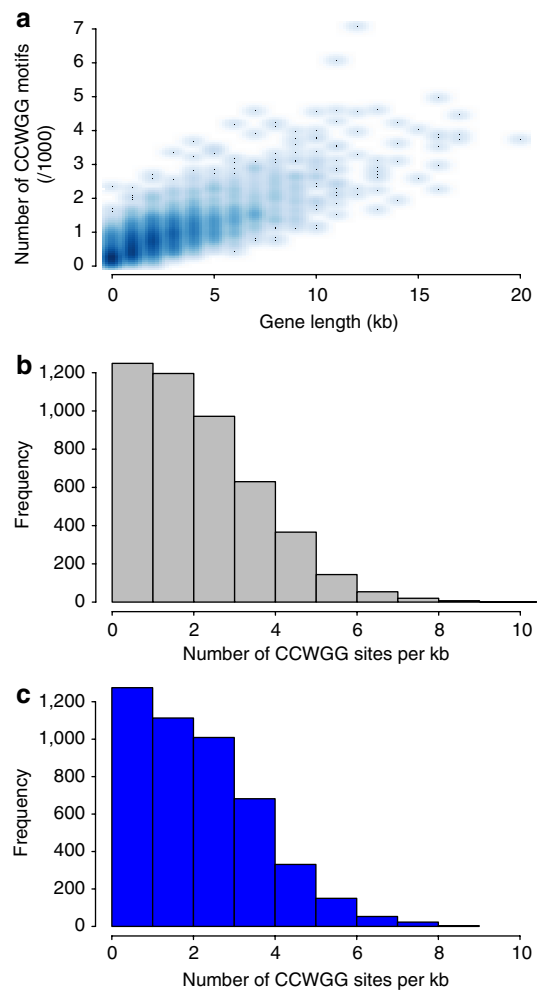 a
Number of CCWGG motifs
(/1000)
7
6
5
4
3
2
1
0
0 5 10 15 20
Gene length (kb)
b
Frequency
1,200
1,000
800
600
400
200
0
0 2 4 6 8 10
Number of CCWGG sites per kb
c
Frequency
1,200
1,000
800
600
400
200
0
0 2 4 6 8 10
Number of CCWGG sites per kb